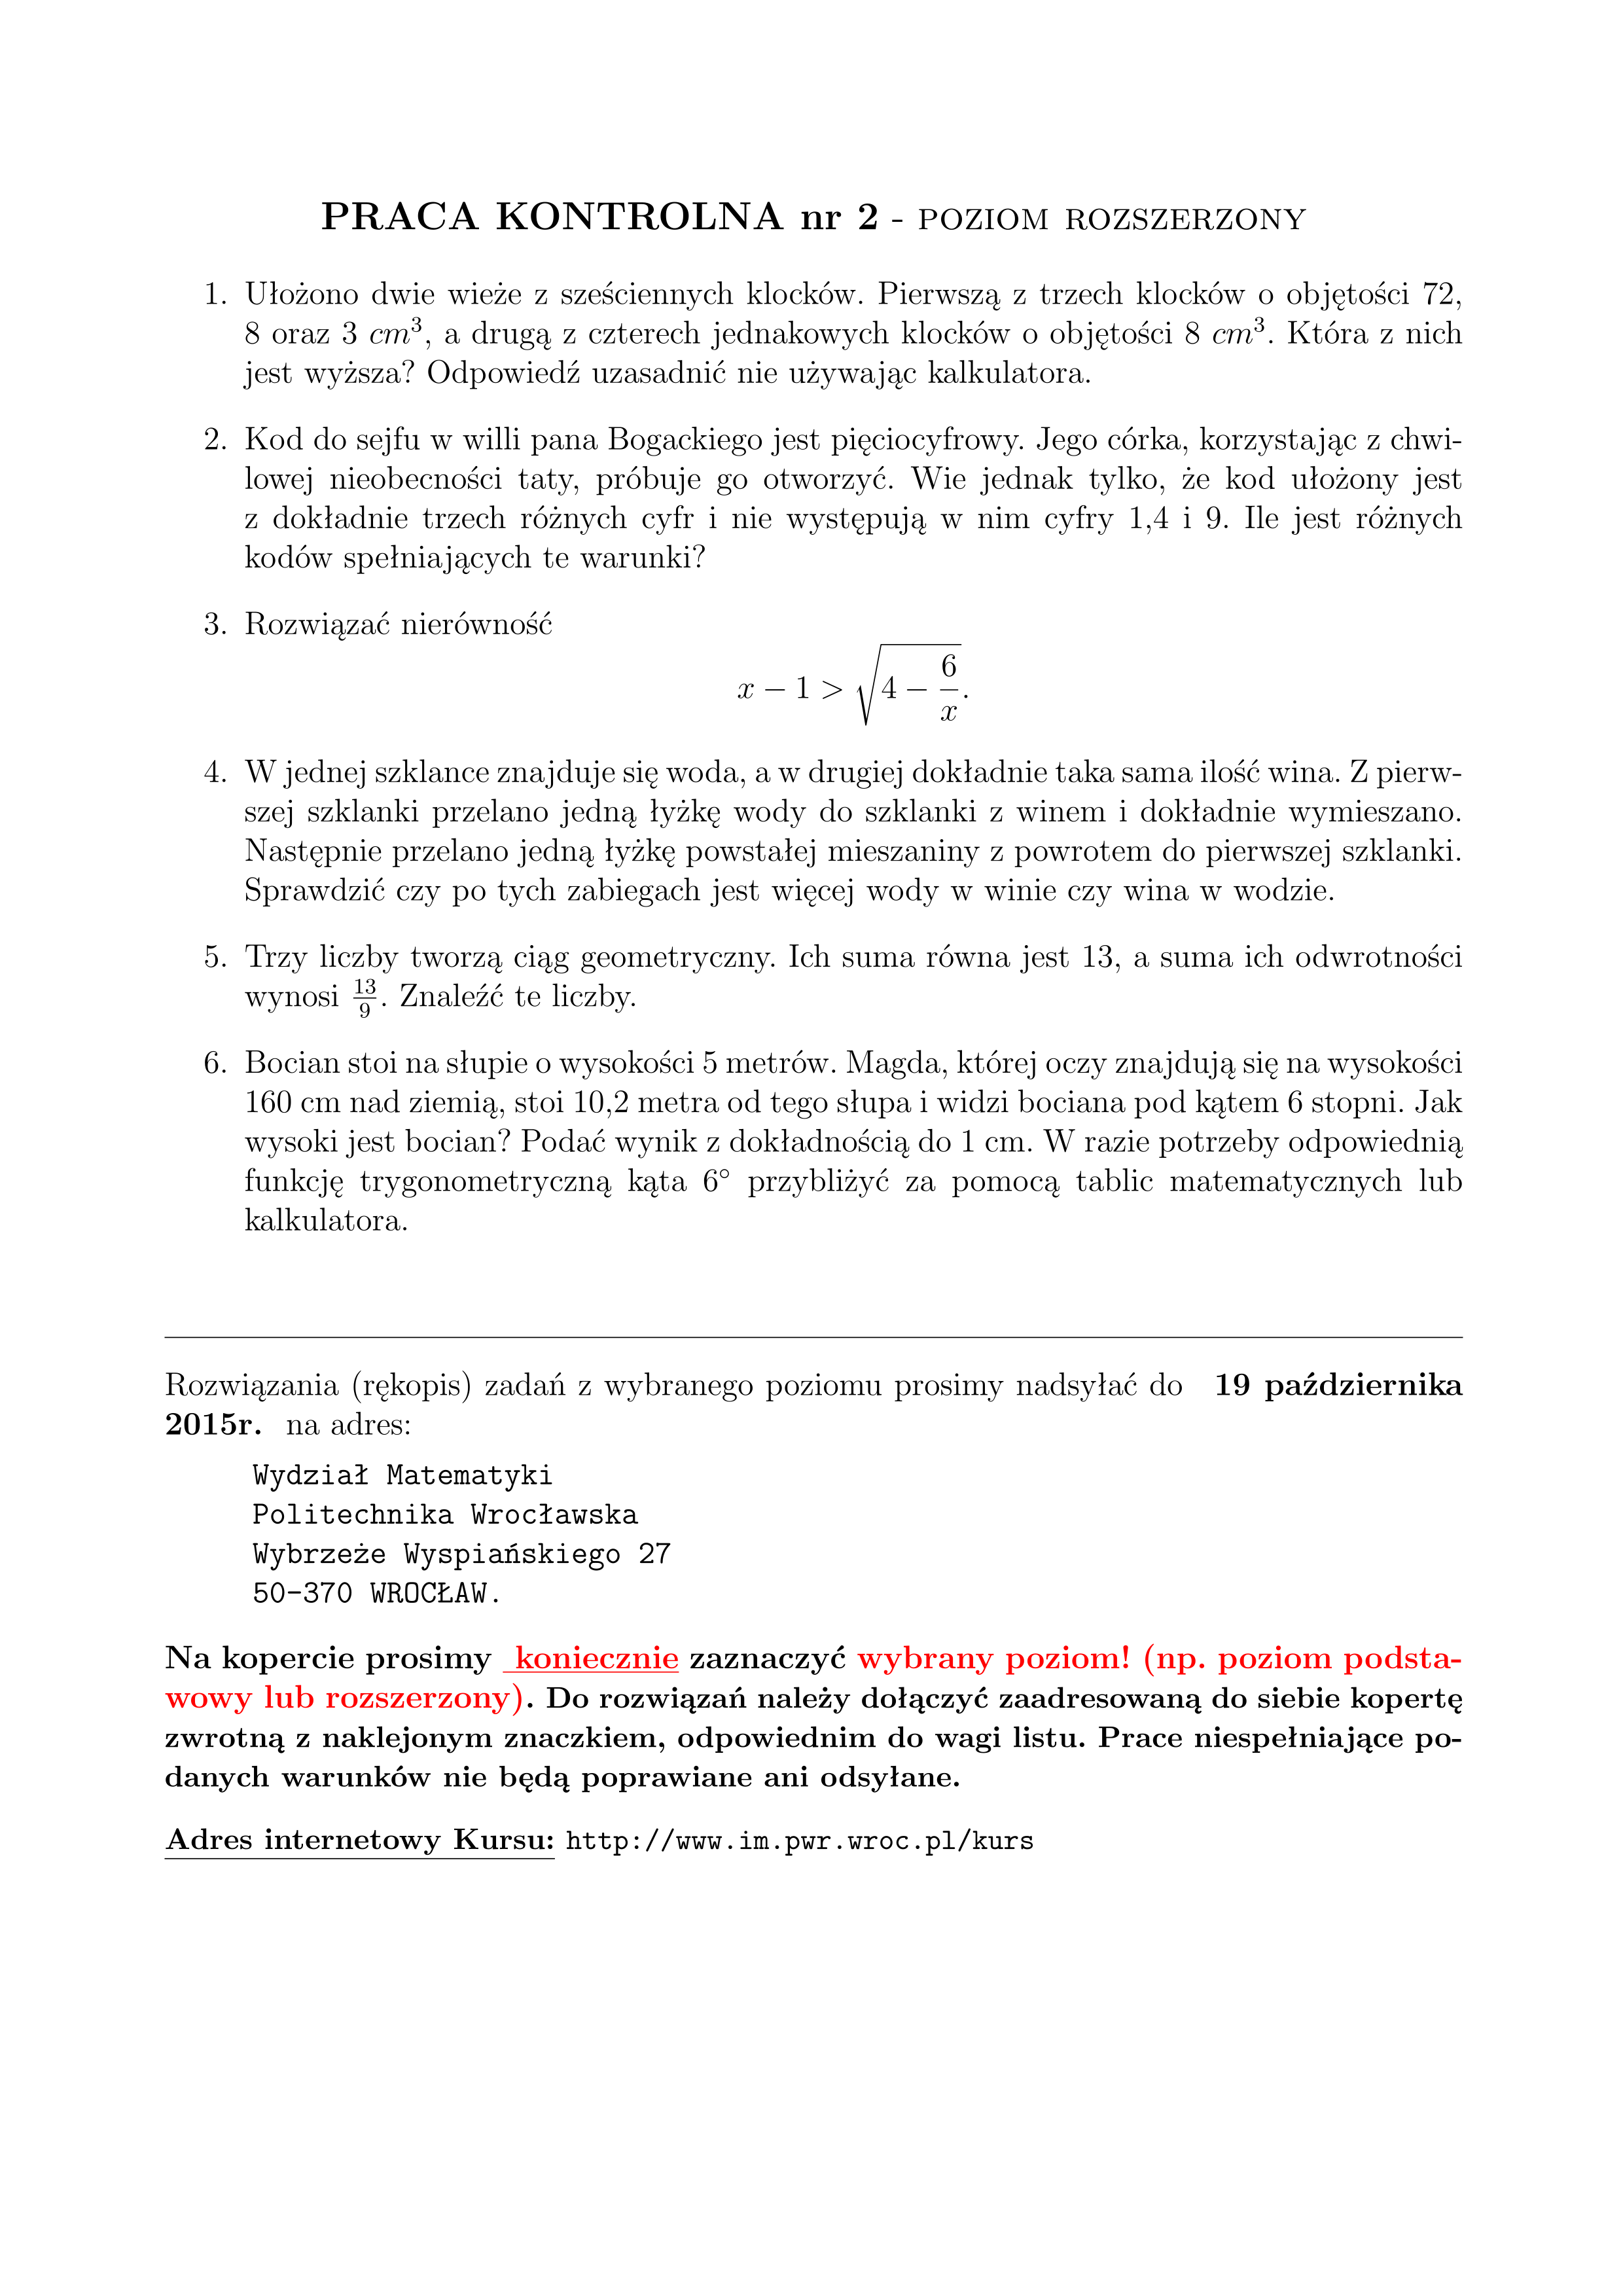 PRACA KONTROLNA nr 2 - POZIOM ROZSZERZONY
1. Ułożono dwie wieże z sześciennych klocków. Pierwszą z trzech klocków o objętości 72,
8 oraz 3 cm³, a drugą z czterech jednakowych klocków o objętości 8 cm³. Która z nich
jest wyższa? Odpowiedź uzasadnić nie używając kalkulatora.
2. Kod do sejfu w willi pana Bogackiego jest pięciocyfrowy. Jego córka, korzystając z chwi-
lowej nieobecności taty, próbuje go otworzyć. Wie jednak tylko, że kod ułożony jest
z dokładnie trzech różnych cyfr i nie występują w nim cyfry 1,4 i 9. Ile jest różnych
kodów spełniających te warunki?
3. Rozwiązać nierówność
x − 1 > √(4 − 6/x).
4. W jednej szklance znajduje się woda, a w drugiej dokładnie taka sama ilość wina. Z pierw-
szej szklanki przelano jedną łyżkę wody do szklanki z winem i dokładnie wymieszano.
Następnie przelano jedną łyżkę powstałej mieszaniny z powrotem do pierwszej szklanki.
Sprawdzić czy po tych zabiegach jest więcej wody w winie czy wina w wodzie.
5. Trzy liczby tworzą ciąg geometryczny. Ich suma równa jest 13, a suma ich odwrotności
wynosi 13/9. Znaleźć te liczby.
6. Bocian stoi na słupie o wysokości 5 metrów. Magda, której oczy znajdują się na wysokości
160 cm nad ziemią, stoi 10,2 metra od tego słupa i widzi bociana pod kątem 6 stopni. Jak
wysoki jest bocian? Podać wynik z dokładnością do 1 cm. W razie potrzeby odpowiednią
funkcję trygonometryczną kąta 6° przybliżyć za pomocą tablic matematycznych lub
kalkulatora.
Rozwiązania (rękopis) zadań z wybranego poziomu prosimy nadsyłać do 19 października
2015r. na adres:
Wydział Matematyki
Politechnika Wrocławska
Wybrzeże Wyspiańskiego 27
50-370 WROCŁAW.
Na kopercie prosimy koniecznie zaznaczyć wybrany poziom! (np. poziom podsta-
wowy lub rozszerzony). Do rozwiązań należy dołączyć zaadresowaną do siebie kopertę
zwrotną z naklejonym znaczkiem, odpowiednim do wagi listu. Prace niespełniające po-
danych warunków nie będą poprawiane ani odsyłane.
Adres internetowy Kursu: http://www.im.pwr.wroc.pl/kurs